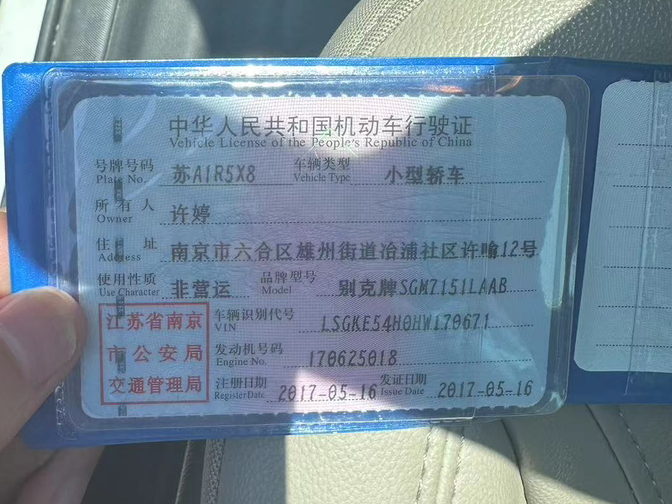 中华人民共和国机动车行驶证
Vehicle License of the People's Republic of China
号牌号码 Plate No. 苏A1R5X8 车辆类型 Vehicle Type 小型轿车
所有人 Owner 许婷
住址 Address 南京市六合区雄州街道冶浦社区许喻12号
使用性质 Use Character 非营运 品牌型号 Model 别克牌SGM7151LAAB
江苏省南京
市公安局
交通管理局
车辆识别代号 VIN LSGKE54H0HW170671
发动机号码 Engine No. 170625018
注册日期 Register Date 2017-05-16 发证日期 Issue Date 2017-05-16